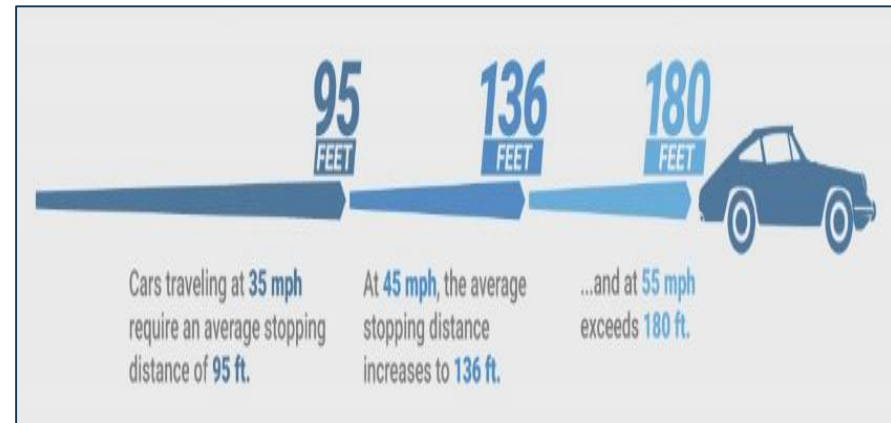 95
FEET
136
FEET
180
FEET
Cars traveling at 35 mph
require an average stopping
distance of 95 ft.
At 45 mph, the average
stopping distance
increases to 136 ft.
...and at 55 mph
exceeds 180 ft.